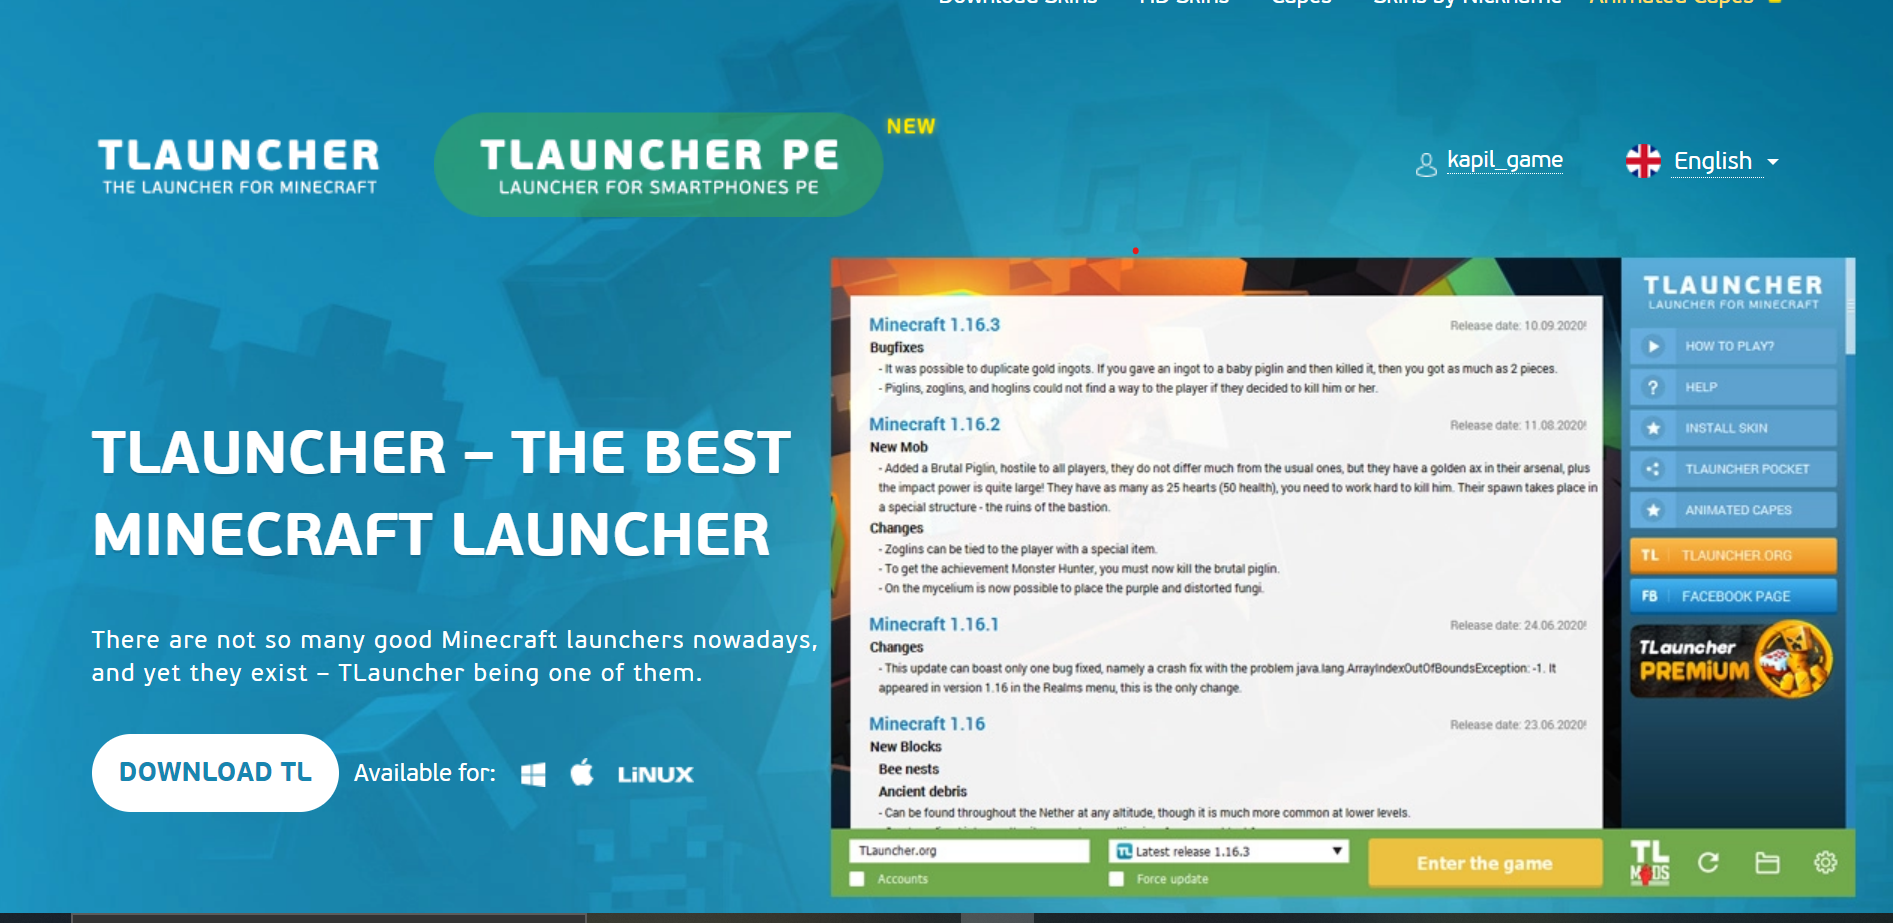 Download Skins HD Skins Capes Skins by Nickname Animated Capes
TLAUNCHER
THE LAUNCHER FOR MINECRAFT
TLAUNCHER PE
LAUNCHER FOR SMARTPHONES PE
NEW
kapil_game
English
TLAUNCHER – THE BEST
MINECRAFT LAUNCHER
There are not so many good Minecraft launchers nowadays,
and yet they exist – TLauncher being one of them.
DOWNLOAD TL
Available for:
LiNUX
Minecraft 1.16.3
Release date: 10.09.2020!
Bugfixes
- It was possible to duplicate gold ingots. If you gave an ingot to a baby piglin and then killed it, then you got as much as 2 pieces.
- Piglins, zoglins, and hoglins could not find a way to the player if they decided to kill him or her.
Minecraft 1.16.2
Release date: 11.08.2020!
New Mob
- Added a Brutal Piglin, hostile to all players, they do not differ much from the usual ones, but they have a golden ax in their arsenal, plus
the impact power is quite large! They have as many as 25 hearts (50 health), you need to work hard to kill him. Their spawn takes place in
a special structure - the ruins of the bastion.
Changes
- Zoglins can be tied to the player with a special item.
- To get the achievement Monster Hunter, you must now kill the brutal piglin.
- On the mycelium is now possible to place the purple and distorted fungi.
Minecraft 1.16.1
Release date: 24.06.2020!
Changes
- This update can boast only one bug fixed, namely a crash fix with the problem java.lang.ArrayIndexOutOfBoundsException: -1. It
appeared in version 1.16 in the Realms menu, this is the only change.
Minecraft 1.16
Release date: 23.06.2020!
New Blocks
Bee nests
Ancient debris
- Can be found throughout the Nether at any altitude, though it is much more common at lower levels.
TLAUNCHER
LAUNCHER FOR MINECRAFT
HOW TO PLAY?
HELP
INSTALL SKIN
TLAUNCHER POCKET
ANIMATED CAPES
TL TLAUNCHER.ORG
FB FACEBOOK PAGE
TLauncher
PREMiUM
TLauncher.org
Accounts
TL Latest release 1.16.3
Force update
Enter the game
TL
MODS